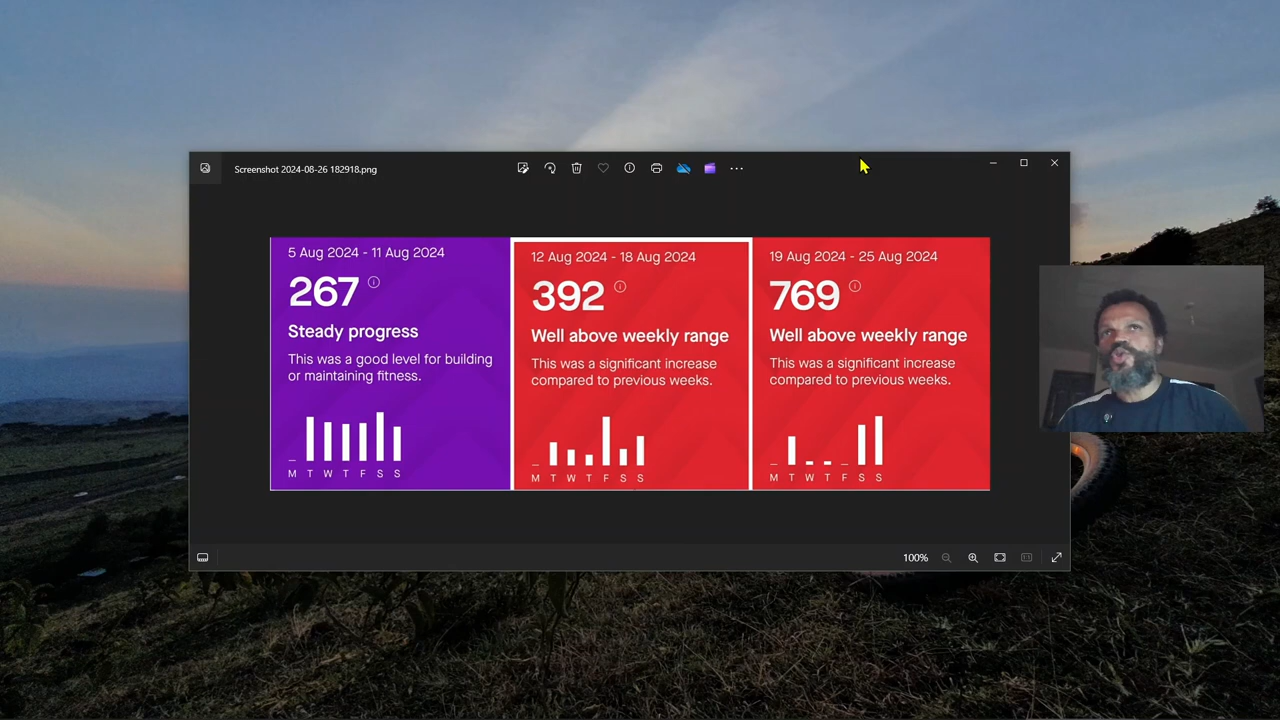 Screenshot 2024-08-26 182918.png
5 Aug 2024 - 11 Aug 2024
267
Steady progress
This was a good level for building
or maintaining fitness.
M T W T F S S
12 Aug 2024 - 18 Aug 2024
392
Well above weekly range
This was a significant increase
compared to previous weeks.
M T W T F S S
19 Aug 2024 - 25 Aug 2024
769
Well above weekly range
This was a significant increase
compared to previous weeks.
M T W T F S S
100%